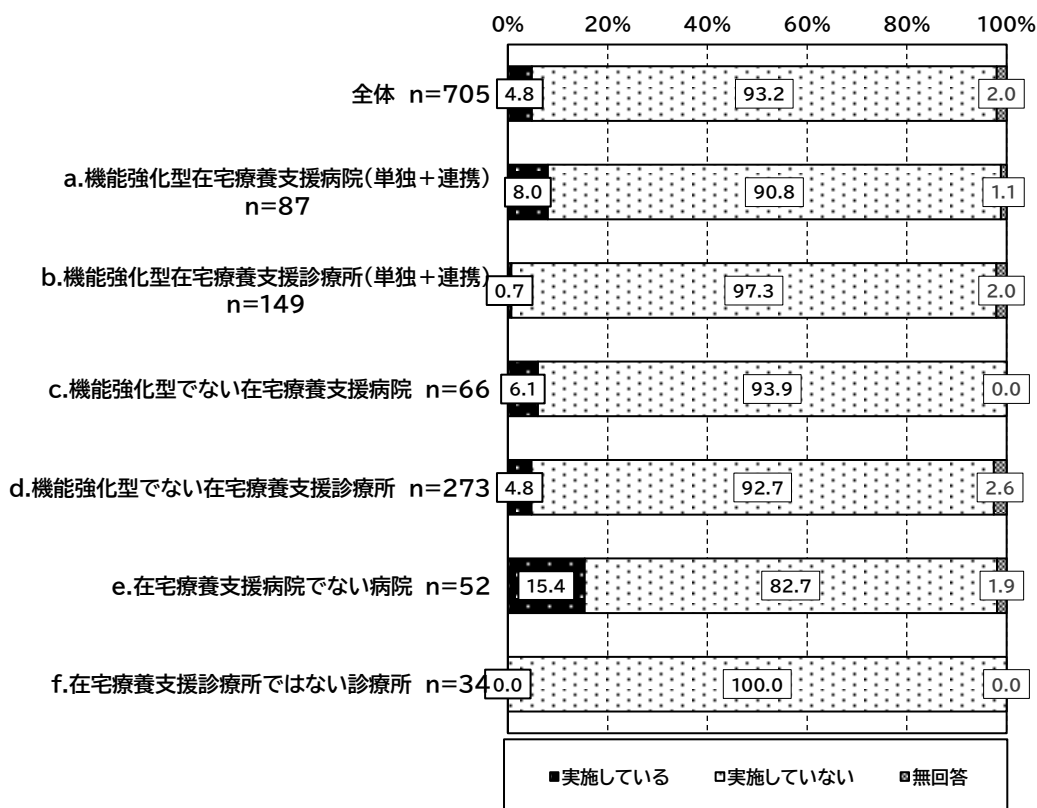 0% 20% 40% 60% 80% 100%
全体 n=705 4.8 93.2 2.0
a.機能強化型在宅療養支援病院(単独＋連携)
n=87
8.0 90.8 1.1
b.機能強化型在宅療養支援診療所(単独＋連携)
n=149
0.7 97.3 2.0
c.機能強化型でない在宅療養支援病院 n=66 6.1 93.9 0.0
d.機能強化型でない在宅療養支援診療所 n=273 4.8 92.7 2.6
e.在宅療養支援病院でない病院 n=52 15.4 82.7 1.9
f.在宅療養支援診療所ではない診療所 n=34 0.0 100.0 0.0
実施している 実施していない 無回答